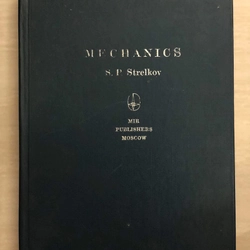 MECHANICS
S. P. Strelkov
MIR
PUBLISHERS
MOSCOW